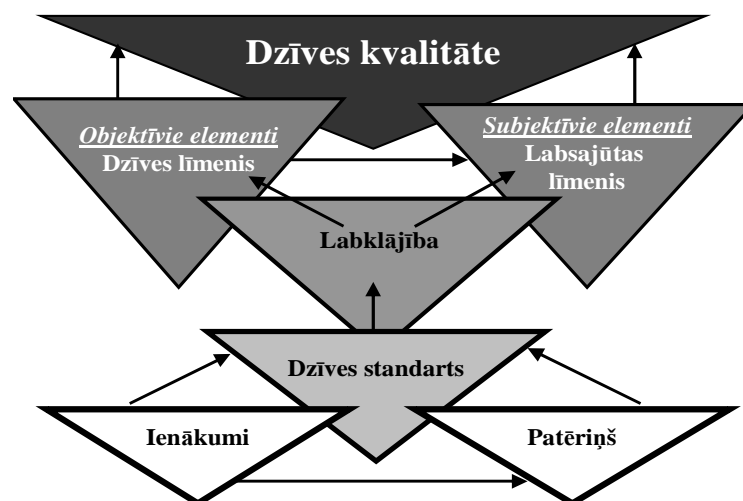 Dzīves kvalitāte
Objektīvie elementi
Dzīves līmenis
Subjektīvie elementi
Labsajūtas
līmenis
Labklājība
Dzīves standarts
Ienākumi
Patēriņš